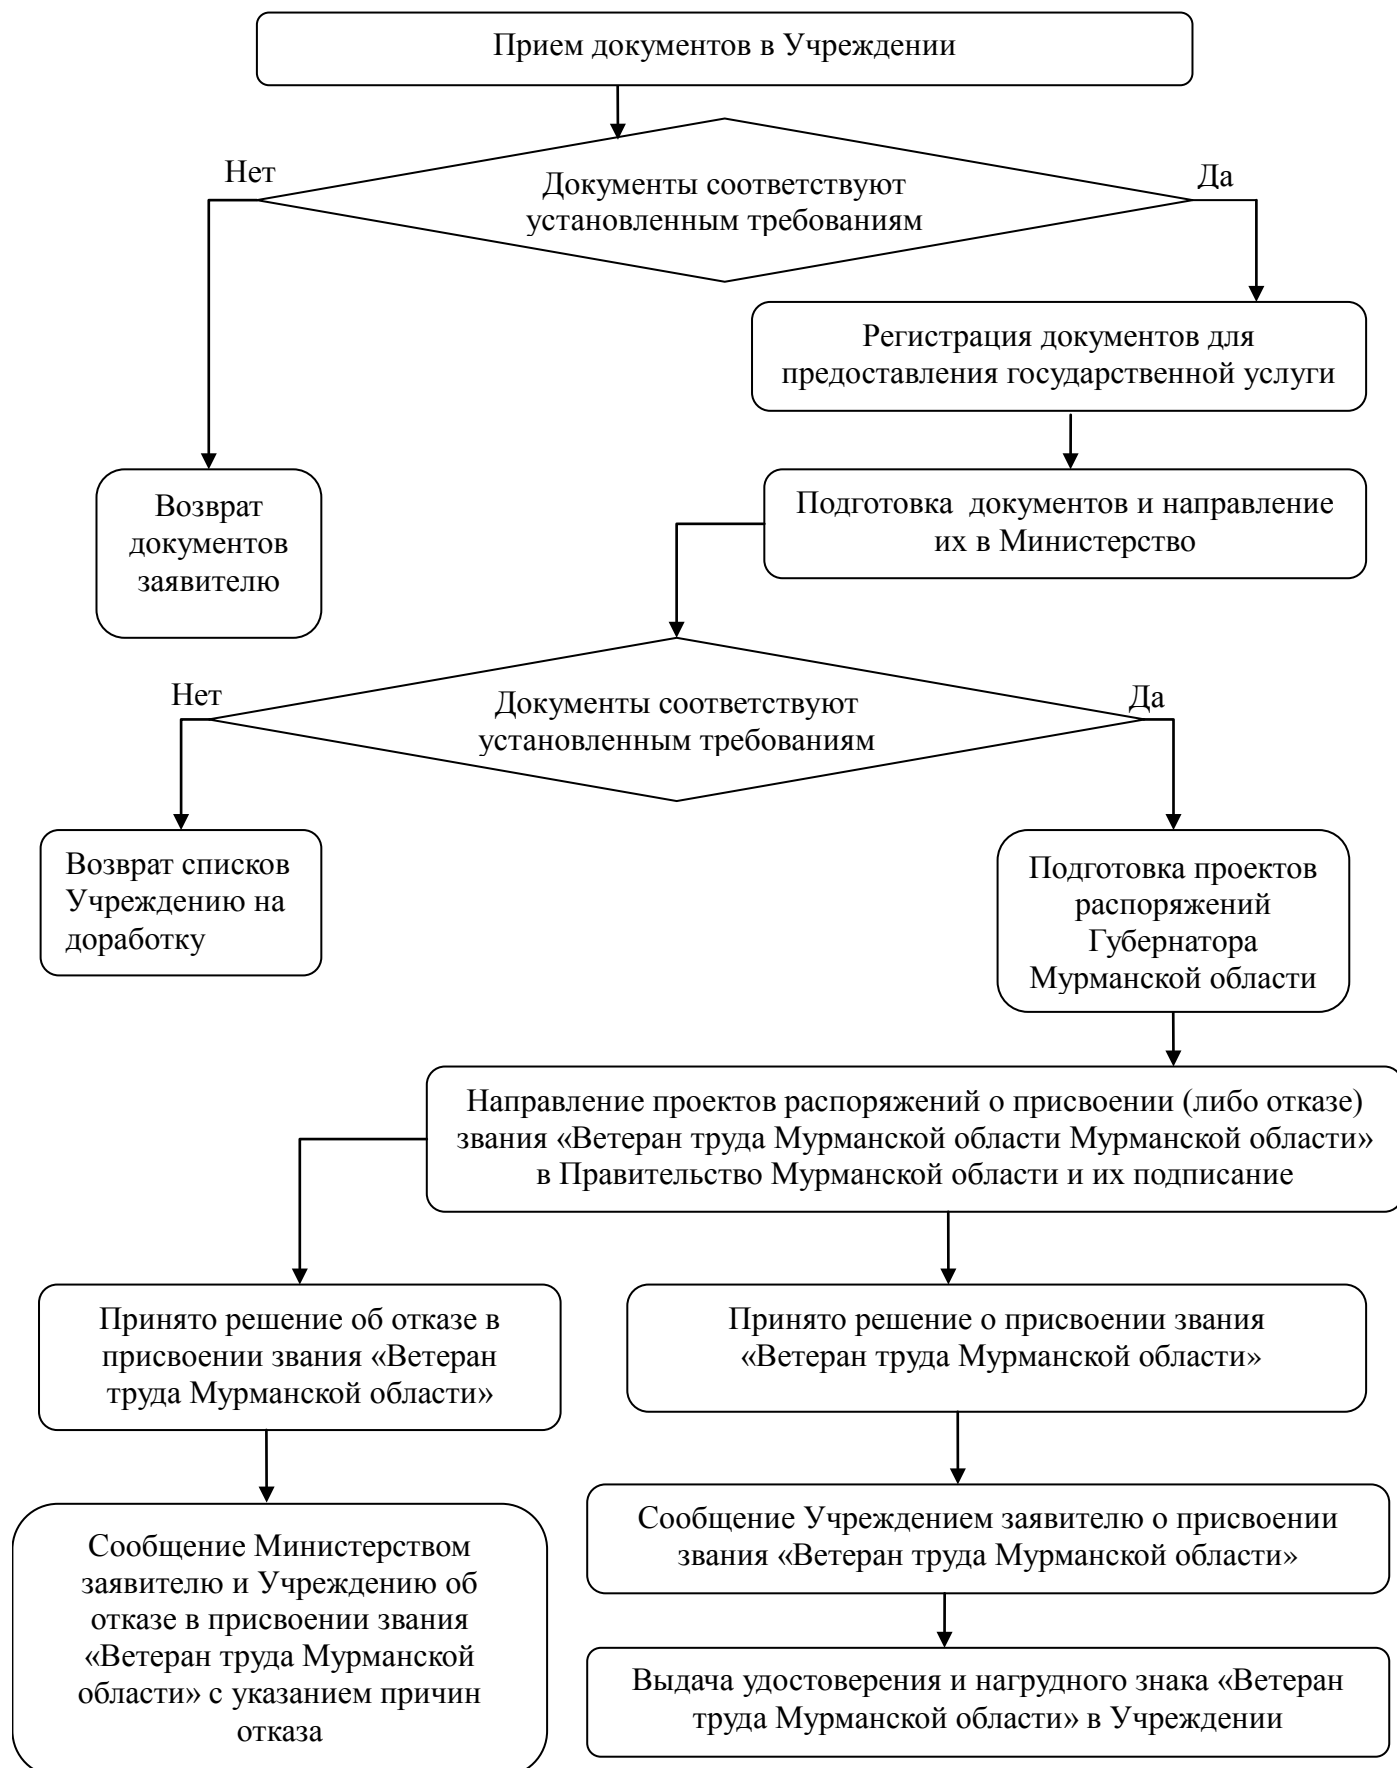 Прием документов в Учреждении
Нет
Да
Документы соответствуют
установленным требованиям
Регистрация документов для
предоставления государственной услуги
Возврат
документов
заявителю
Подготовка  документов и направление
их в Министерство
Нет
Да
Документы соответствуют
установленным требованиям
Возврат списков
Учреждению на
доработку
Подготовка проектов
распоряжений
Губернатора
Мурманской области
Направление проектов распоряжений о присвоении (либо отказе)
звания «Ветеран труда Мурманской области Мурманской области»
в Правительство Мурманской области и их подписание
Принято решение об отказе в
присвоении звания «Ветеран
труда Мурманской области»
Принято решение о присвоении звания
«Ветеран труда Мурманской области»
Сообщение Министерством
заявителю и Учреждению об
отказе в присвоении звания
«Ветеран труда Мурманской
области» с указанием причин
отказа
Сообщение Учреждением заявителю о присвоении
звания «Ветеран труда Мурманской области»
Выдача удостоверения и нагрудного знака «Ветеран
труда Мурманской области» в Учреждении